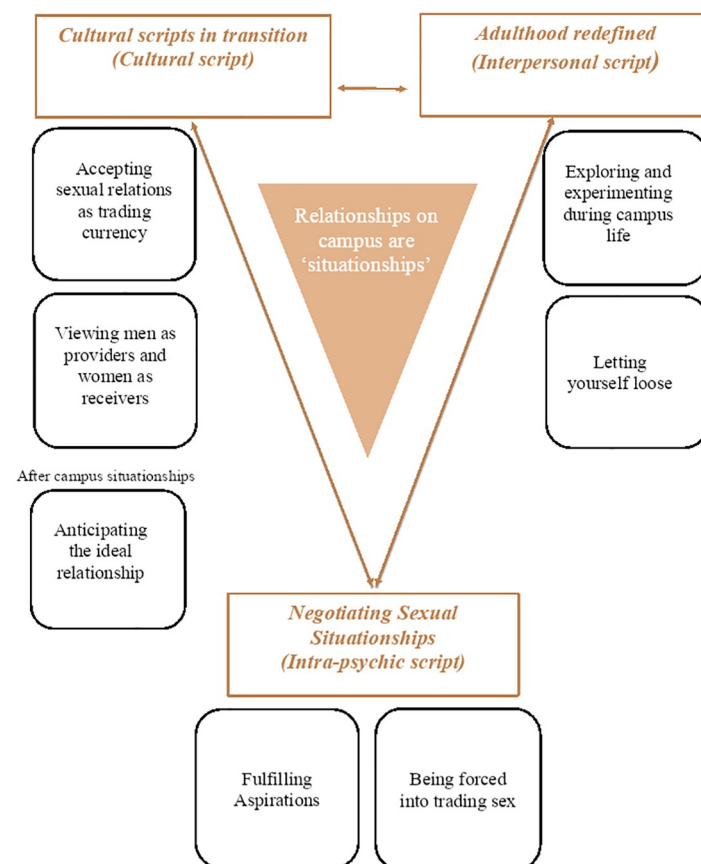 Cultural scripts in transition
(Cultural script)
Adulthood redefined
(Interpersonal script)
Accepting
sexual relations
as trading
currency
Relationships on
campus are
‘situationships’
Exploring and
experimenting
during campus
life
Viewing men as
providers and
women as
receivers
Letting
yourself loose
After campus situationships
Anticipating
the ideal
relationship
Negotiating Sexual
Situationships
(Intra-psychic script)
Fulfilling
Aspirations
Being forced
into trading sex